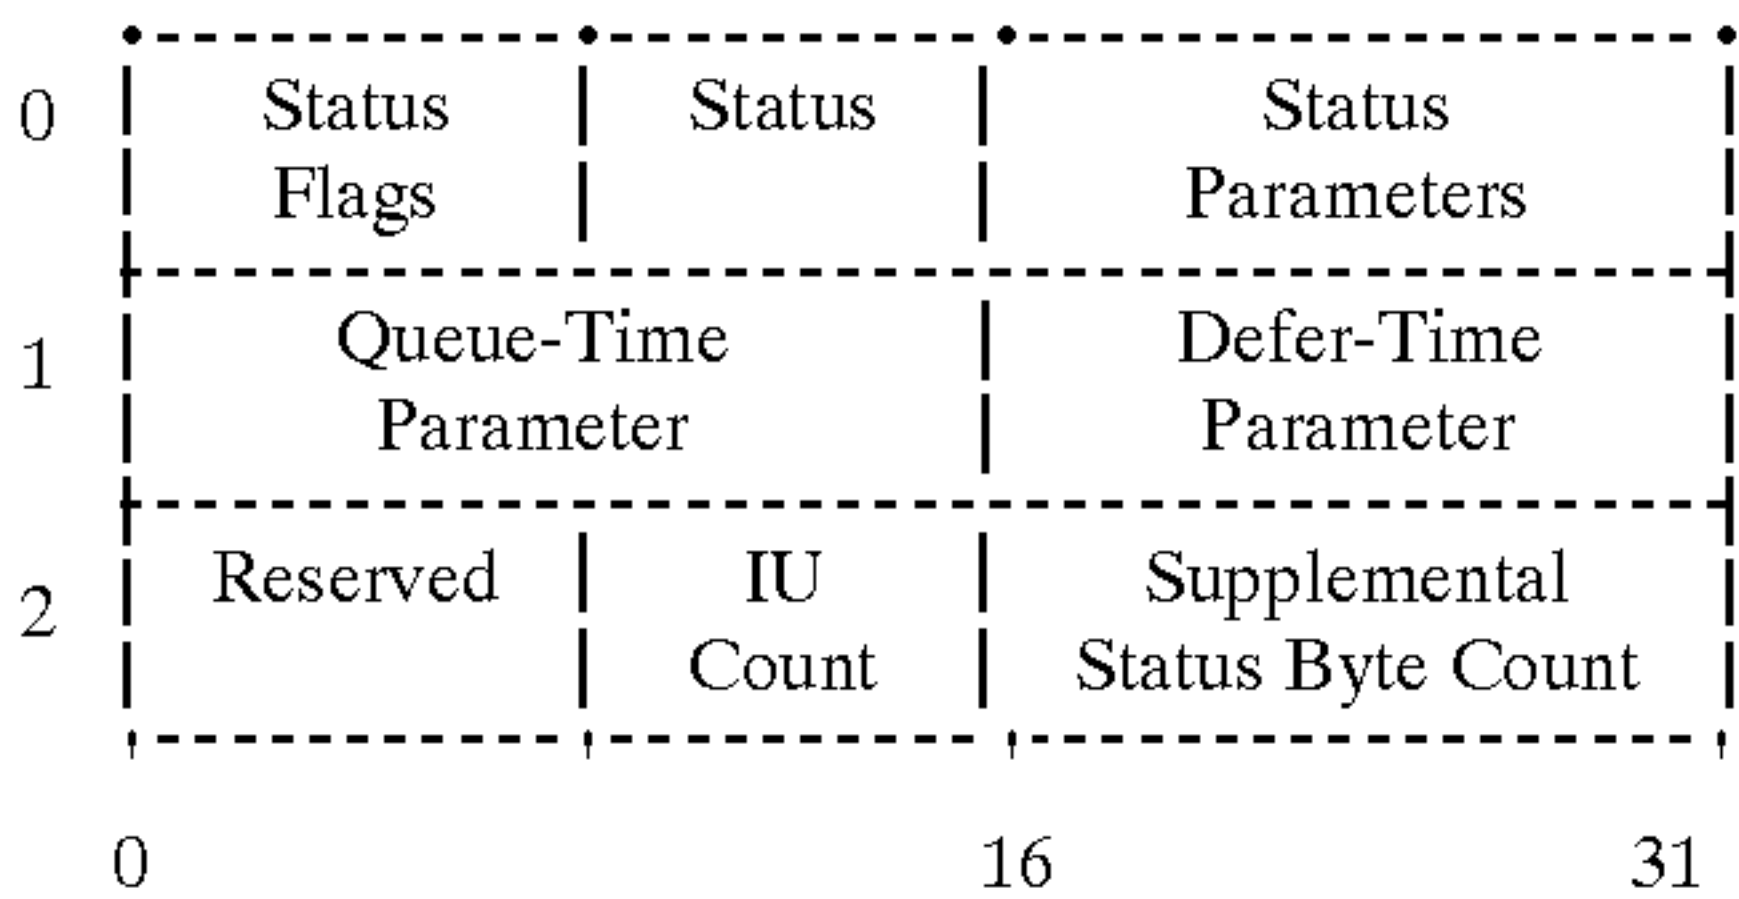 0 Status Status Status
Flags Parameters
1 Queue-Time Defer-Time
Parameter Parameter
2 Reserved IU Supplemental
Count Status Byte Count
0 16 31